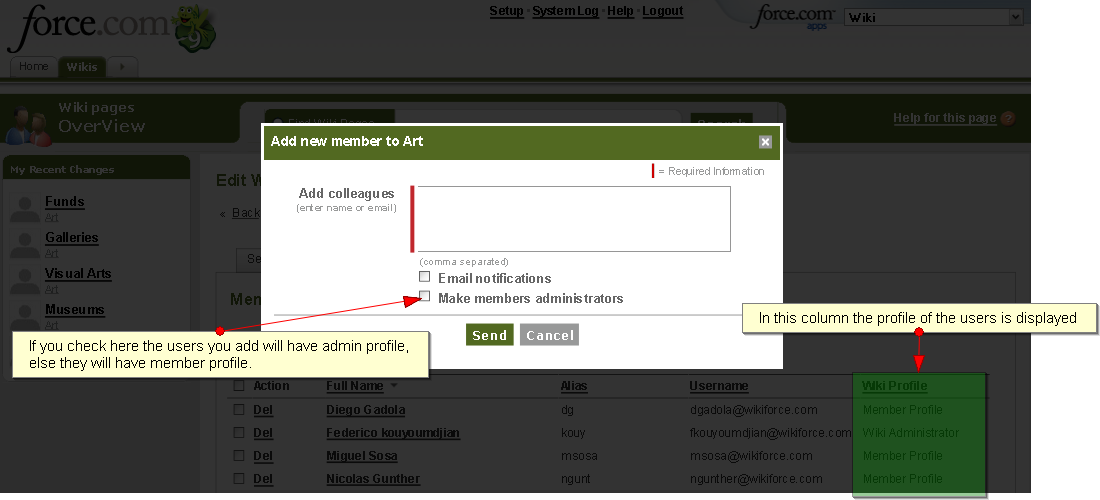 force.com
9
Setup · System Log · Help · Logout
force.com
apps
Wiki
Home
Wikis
Wiki pages
OverView
Find Wiki Pages
Search
Help for this page ?
My Recent Changes
Funds
Art
Galleries
Art
Visual Arts
Art
Museums
Art
Edit W
« Back
Se
Mem
Add new member to Art
= Required Information
Add colleagues
(enter name or email)
(comma separated)
Email notifications
Make members administrators
Send
Cancel
If you check here the users you add will have admin profile,
else they will have member profile.
In this column the profile of the users is displayed
Action Full Name Alias Username Wiki Profile
Del Diego Gadola dg dgadola@wikiforce.com Member Profile
Del Federico kouyoumdjian kouy fkouyoumdjian@wikiforce.com Wiki Administrator
Del Miguel Sosa msosa msosa@wikiforce.com Member Profile
Del Nicolas Gunther ngunt ngunther@wikiforce.com Member Profile